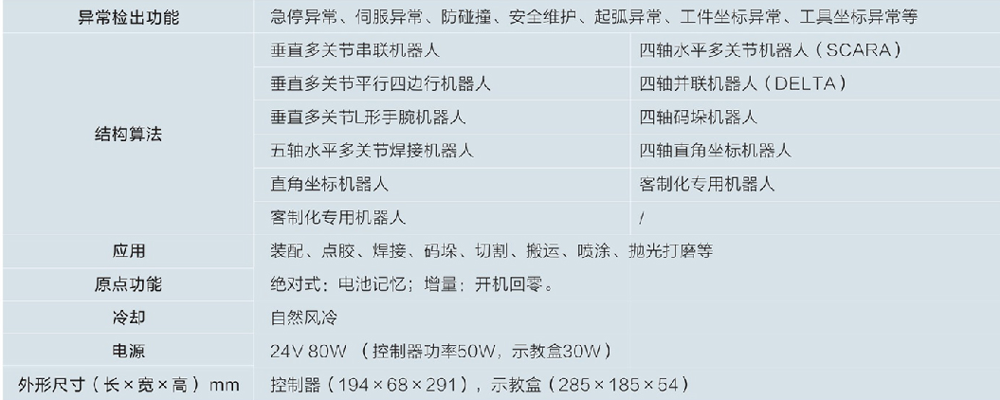 异常检出功能 急停异常、伺服异常、防碰撞、安全维护、起弧异常、工件坐标异常、工具坐标异常等
垂直多关节串联机器人 四轴水平多关节机器人（SCARA）
垂直多关节平行四边行机器人 四轴并联机器人（DELTA）
垂直多关节L形手腕机器人 四轴码垛机器人
结构算法
五轴水平多关节焊接机器人 四轴直角坐标机器人
直角坐标机器人 客制化专用机器人
客制化专用机器人 /
应用 装配、点胶、焊接、码垛、切割、搬运、喷涂、抛光打磨等
原点功能 绝对式：电池记忆；增量：开机回零。
冷却 自然风冷
电源 24V 80W （控制器功率50W，示教盒30W）
外形尺寸（长×宽×高）mm 控制器（194×68×291），示教盒（285×185×54）